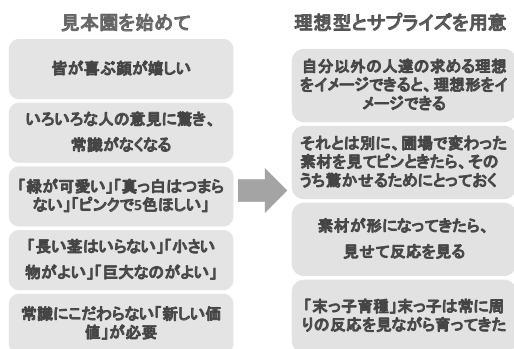 見本園を始めて
皆が喜ぶ顔が嬉しい
いろいろな人の意見に驚き、
常識がなくなる
「緑が可愛い」「真っ白はつまら
ない」「ピンクで5色ほしい」
「長い茎はいらない」「小さい
物がよい」「巨大なのがよい」
常識にこだわらない「新しい価
値」が必要
理想型とサプライズを用意
自分以外の人達の求める理想
をイメージできると、理想形をイ
メージできる
それとは別に、圃場で変わった
素材を見てピンときたら、その
うち驚かせるためにとっておく
素材が形になってきたら、
見せて反応を見る
「末っ子育種」末っ子は常に周
りの反応を見ながら育ってきた